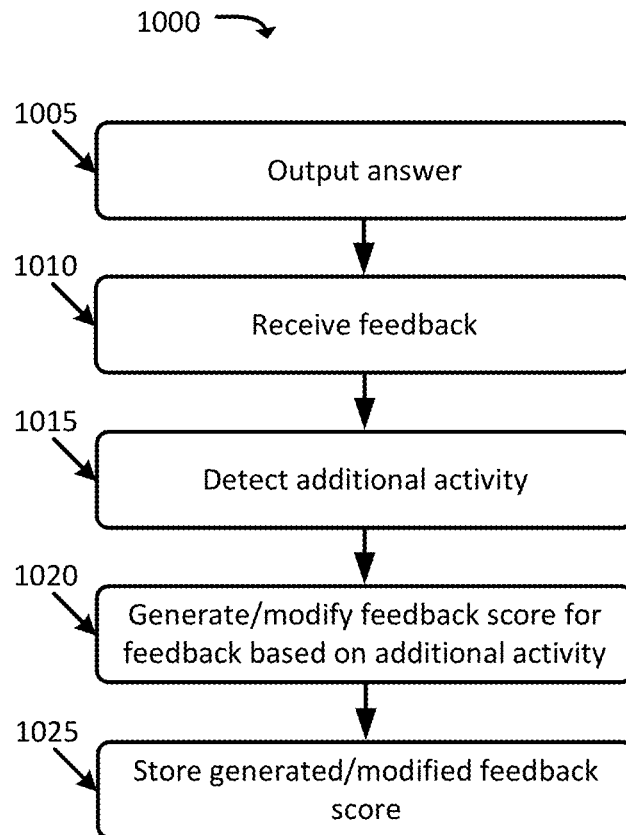 1000
1005
Output answer
1010
Receive feedback
1015
Detect additional activity
1020
Generate/modify feedback score for
feedback based on additional activity
1025
Store generated/modified feedback
score